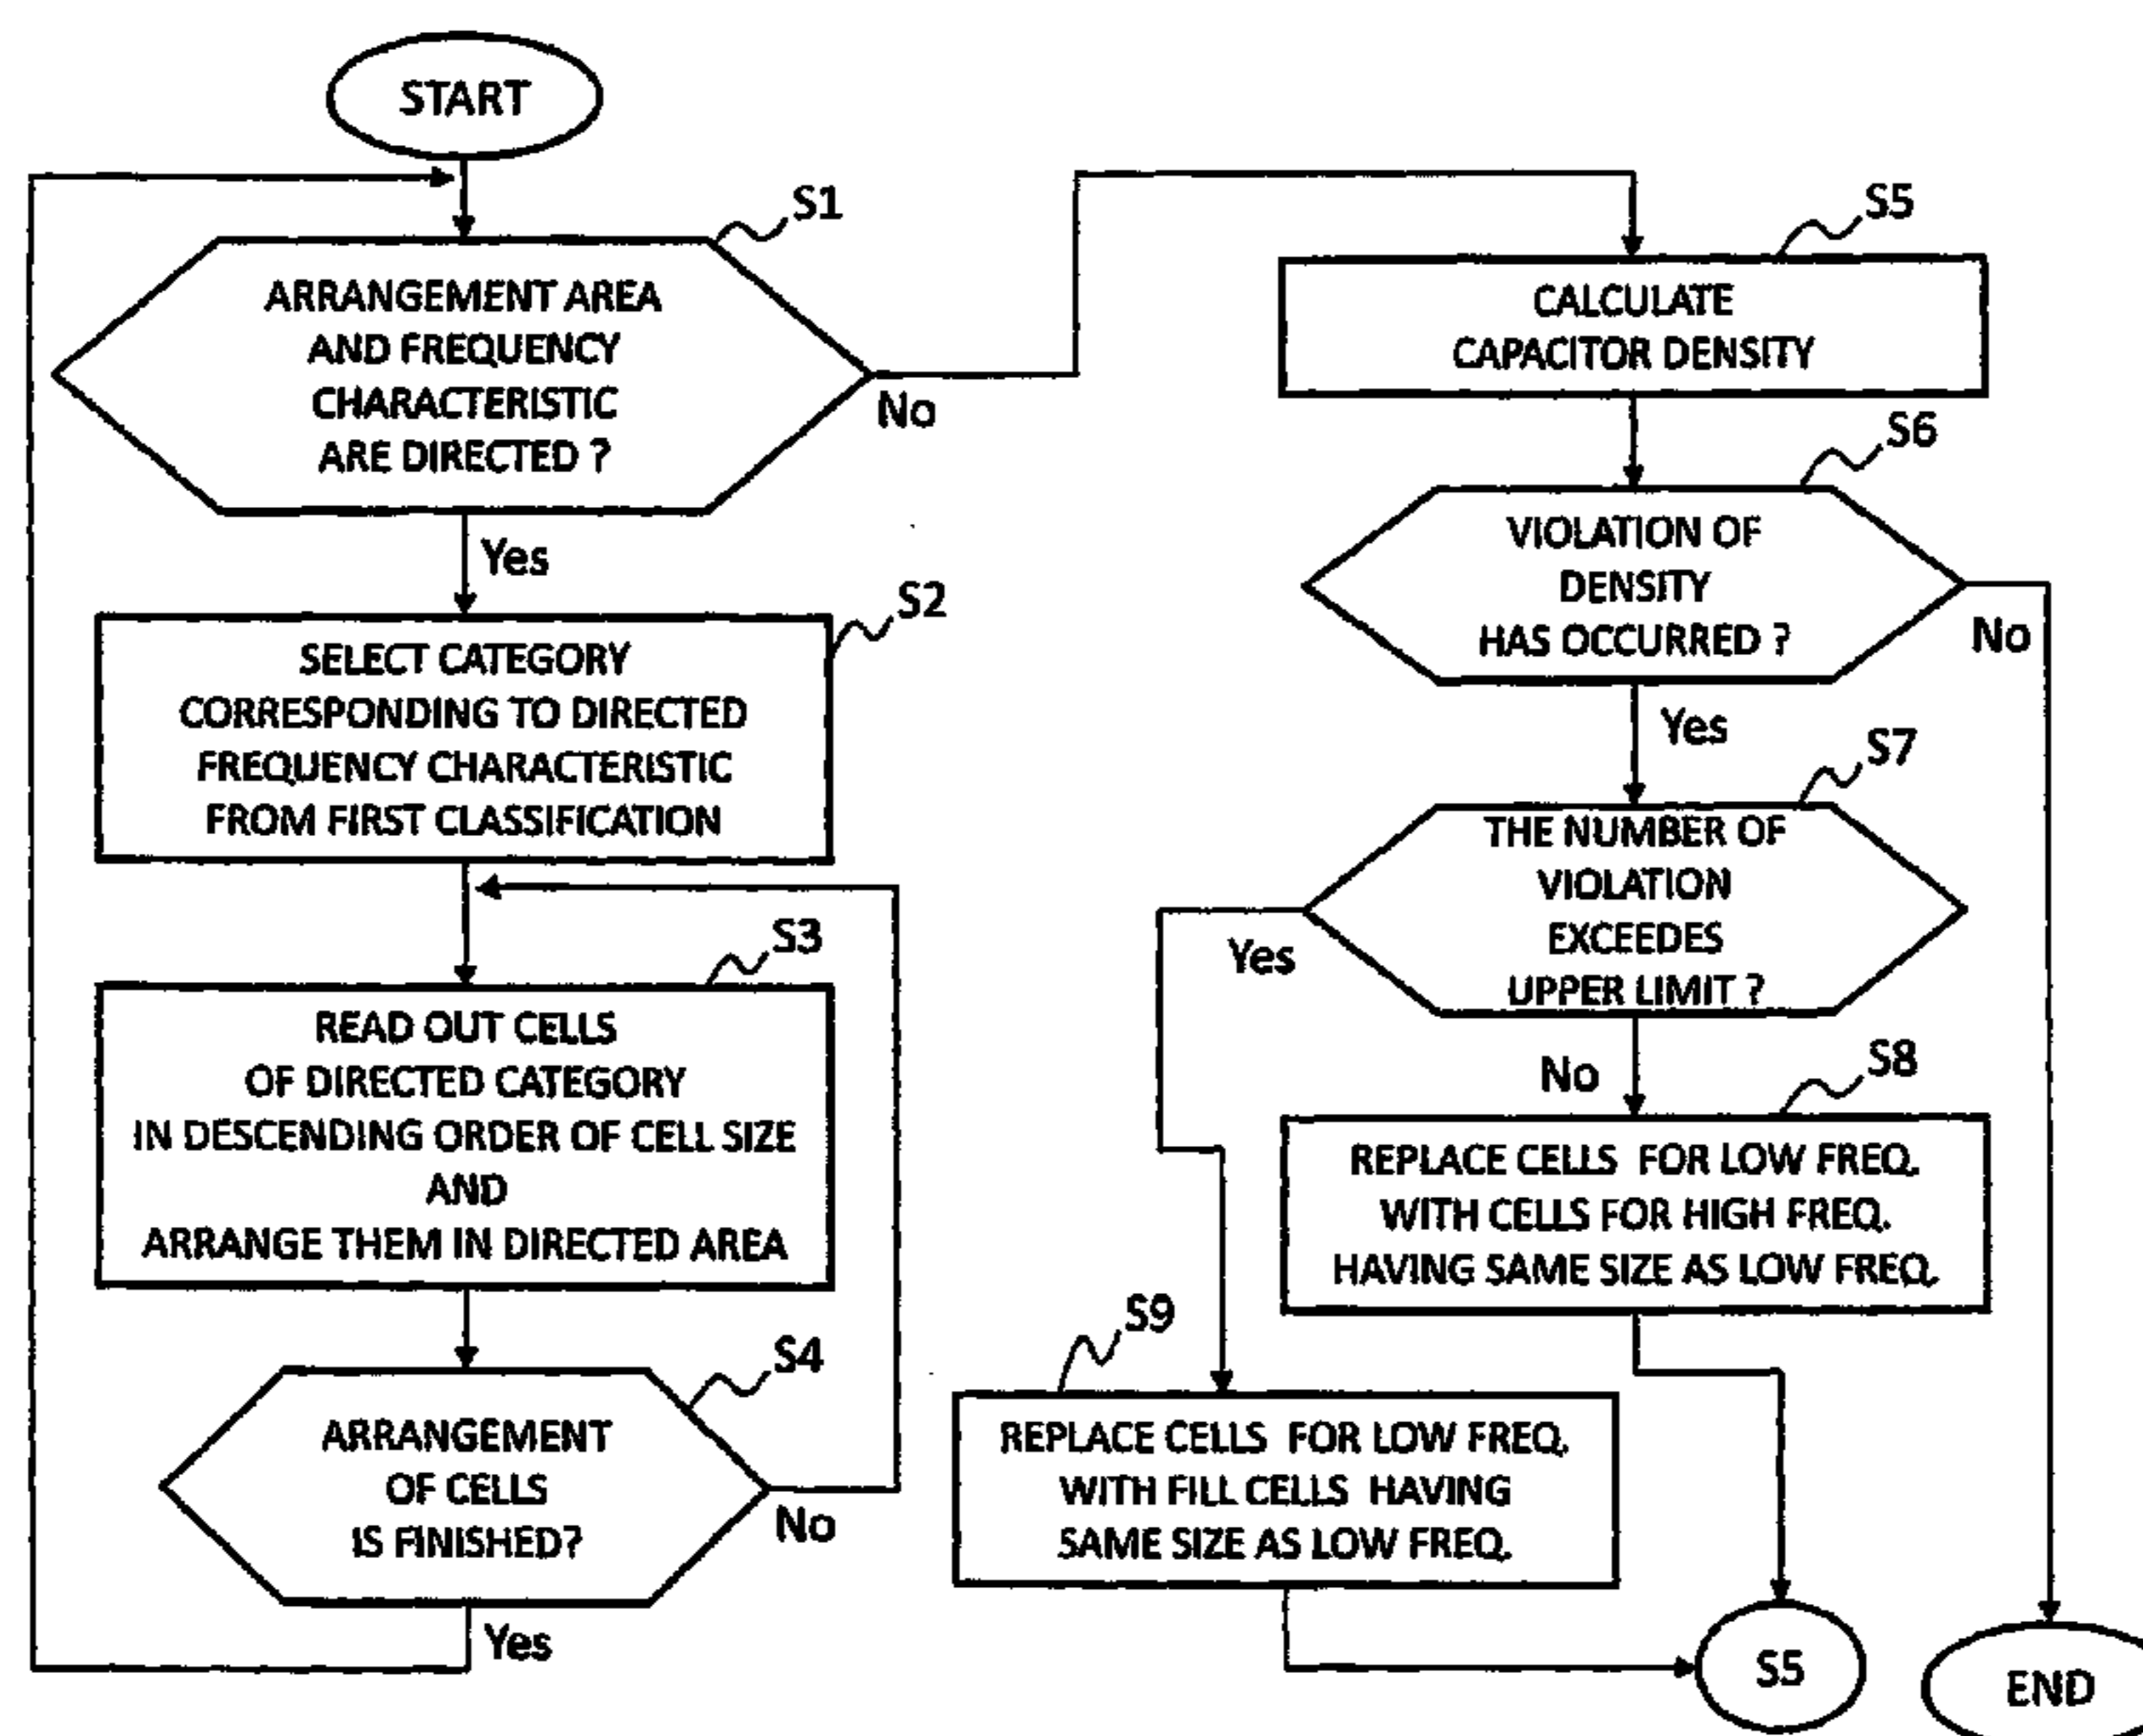 START
S1
ARRANGEMENT AREA
AND FREQUENCY
CHARACTERISTIC
ARE DIRECTED ?
No
Yes
S2
SELECT CATEGORY
CORRESPONDING TO DIRECTED
FREQUENCY CHARACTERISTIC
FROM FIRST CLASSIFICATION
S3
READ OUT CELLS
OF DIRECTED CATEGORY
IN DESCENDING ORDER OF CELL SIZE
AND
ARRANGE THEM IN DIRECTED AREA
S4
ARRANGEMENT
OF CELLS
IS FINISHED?
No
Yes
S5
CALCULATE
CAPACITOR DENSITY
S6
VIOLATION OF
DENSITY
HAS OCCURRED ?
No
Yes
S7
THE NUMBER OF
VIOLATION
EXCEEDES
UPPER LIMIT ?
Yes
No
S8
REPLACE CELLS FOR LOW FREQ.
WITH CELLS FOR HIGH FREQ.
HAVING SAME SIZE AS LOW FREQ.
S9
REPLACE CELLS FOR LOW FREQ.
WITH FILL CELLS HAVING
SAME SIZE AS LOW FREQ.
S5
END